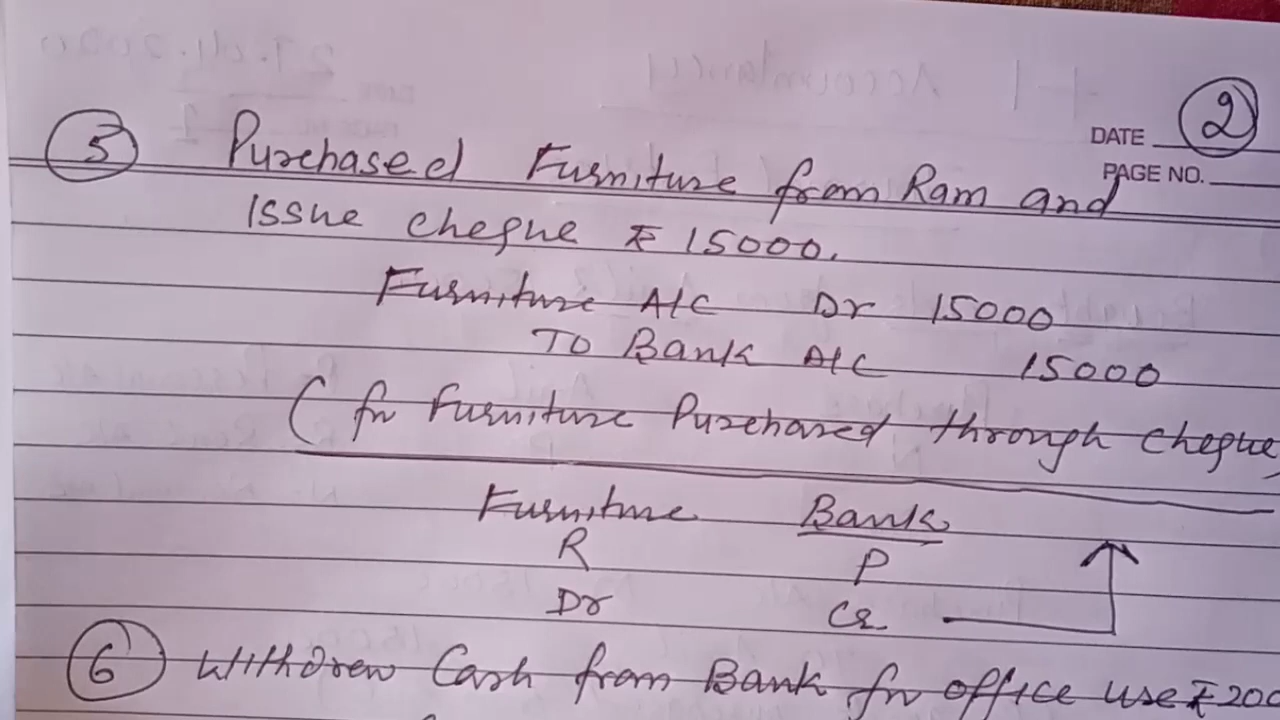 DATE 2
PAGE NO.
5 Purchased Furniture from Ram and
Issue cheque ₹ 15000.
Furniture A/C Dr 15000
To Bank A/C 15000
(for Furniture Purchased through cheque)
Furniture Bank
R P
Dr Cr
6 Withdrew Cash from Bank for office use ₹ 200